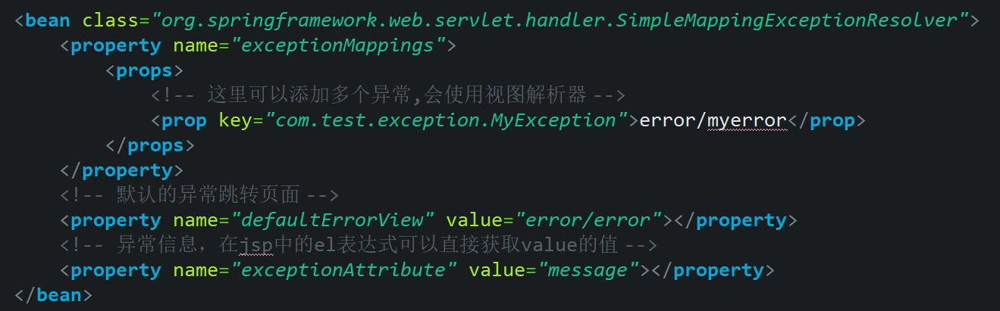 <bean class="org.springframework.web.servlet.handler.SimpleMappingExceptionResolver">
    <property name="exceptionMappings">
        <props>
            <!-- 这里可以添加多个异常,会使用视图解析器 -->
            <prop key="com.test.exception.MyException">error/myerror</prop>
        </props>
    </property>
    <!-- 默认的异常跳转页面 -->
    <property name="defaultErrorView" value="error/error"></property>
    <!-- 异常信息，在jsp中的el表达式可以直接获取value的值 -->
    <property name="exceptionAttribute" value="message"></property>
</bean>